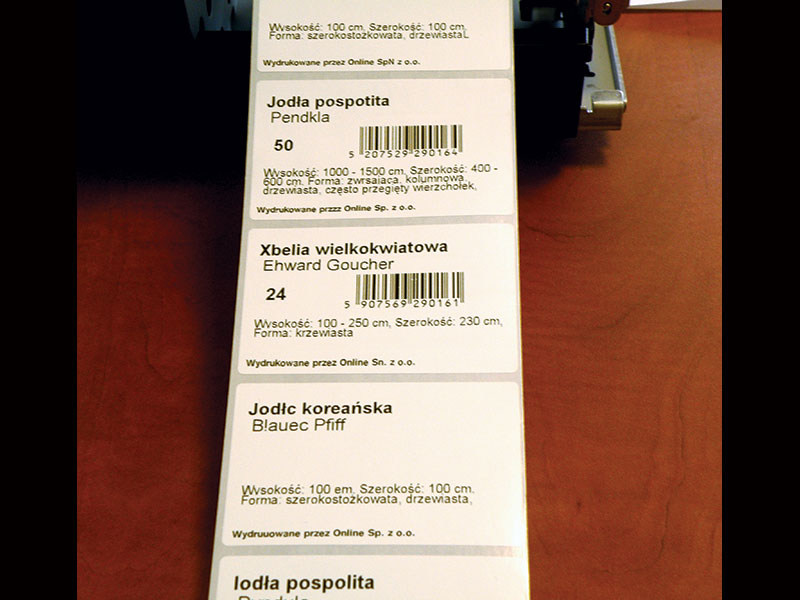 Wysokość: 100 cm, Szerokość: 100 cm,
Forma: szerokostożkowata, drzewiastaL
Wydrukowane przez Online SpN z o.o.
Jodła pospotita
Pendkla
50
5 207529 290164
Wysokość: 1000 - 1500 cm, Szerokość: 400 -
600 cm, Forma: zwrsaiąca, kolumnowa,
drzewiasta, często przegięty wierzchołek,
Wydrukowane przzz Online Sp. z o.o.
Xbelia wielkokwiatowa
Ehward Goucher
24
5 907569 290161
Wysokość: 100 - 250 cm, Szerokość: 230 cm,
Forma: krzewiasta
Wydrukowane przez Online Sn. z o.o.
Jodłc koreańska
B!auec Pfiff
Wysokość: 100 em, Szerokość: 100 cm,
Forma: szerokostożkowata, drzewiasta,
Wydruuowane przez Online Sp. z o.o.
lodła pospolita